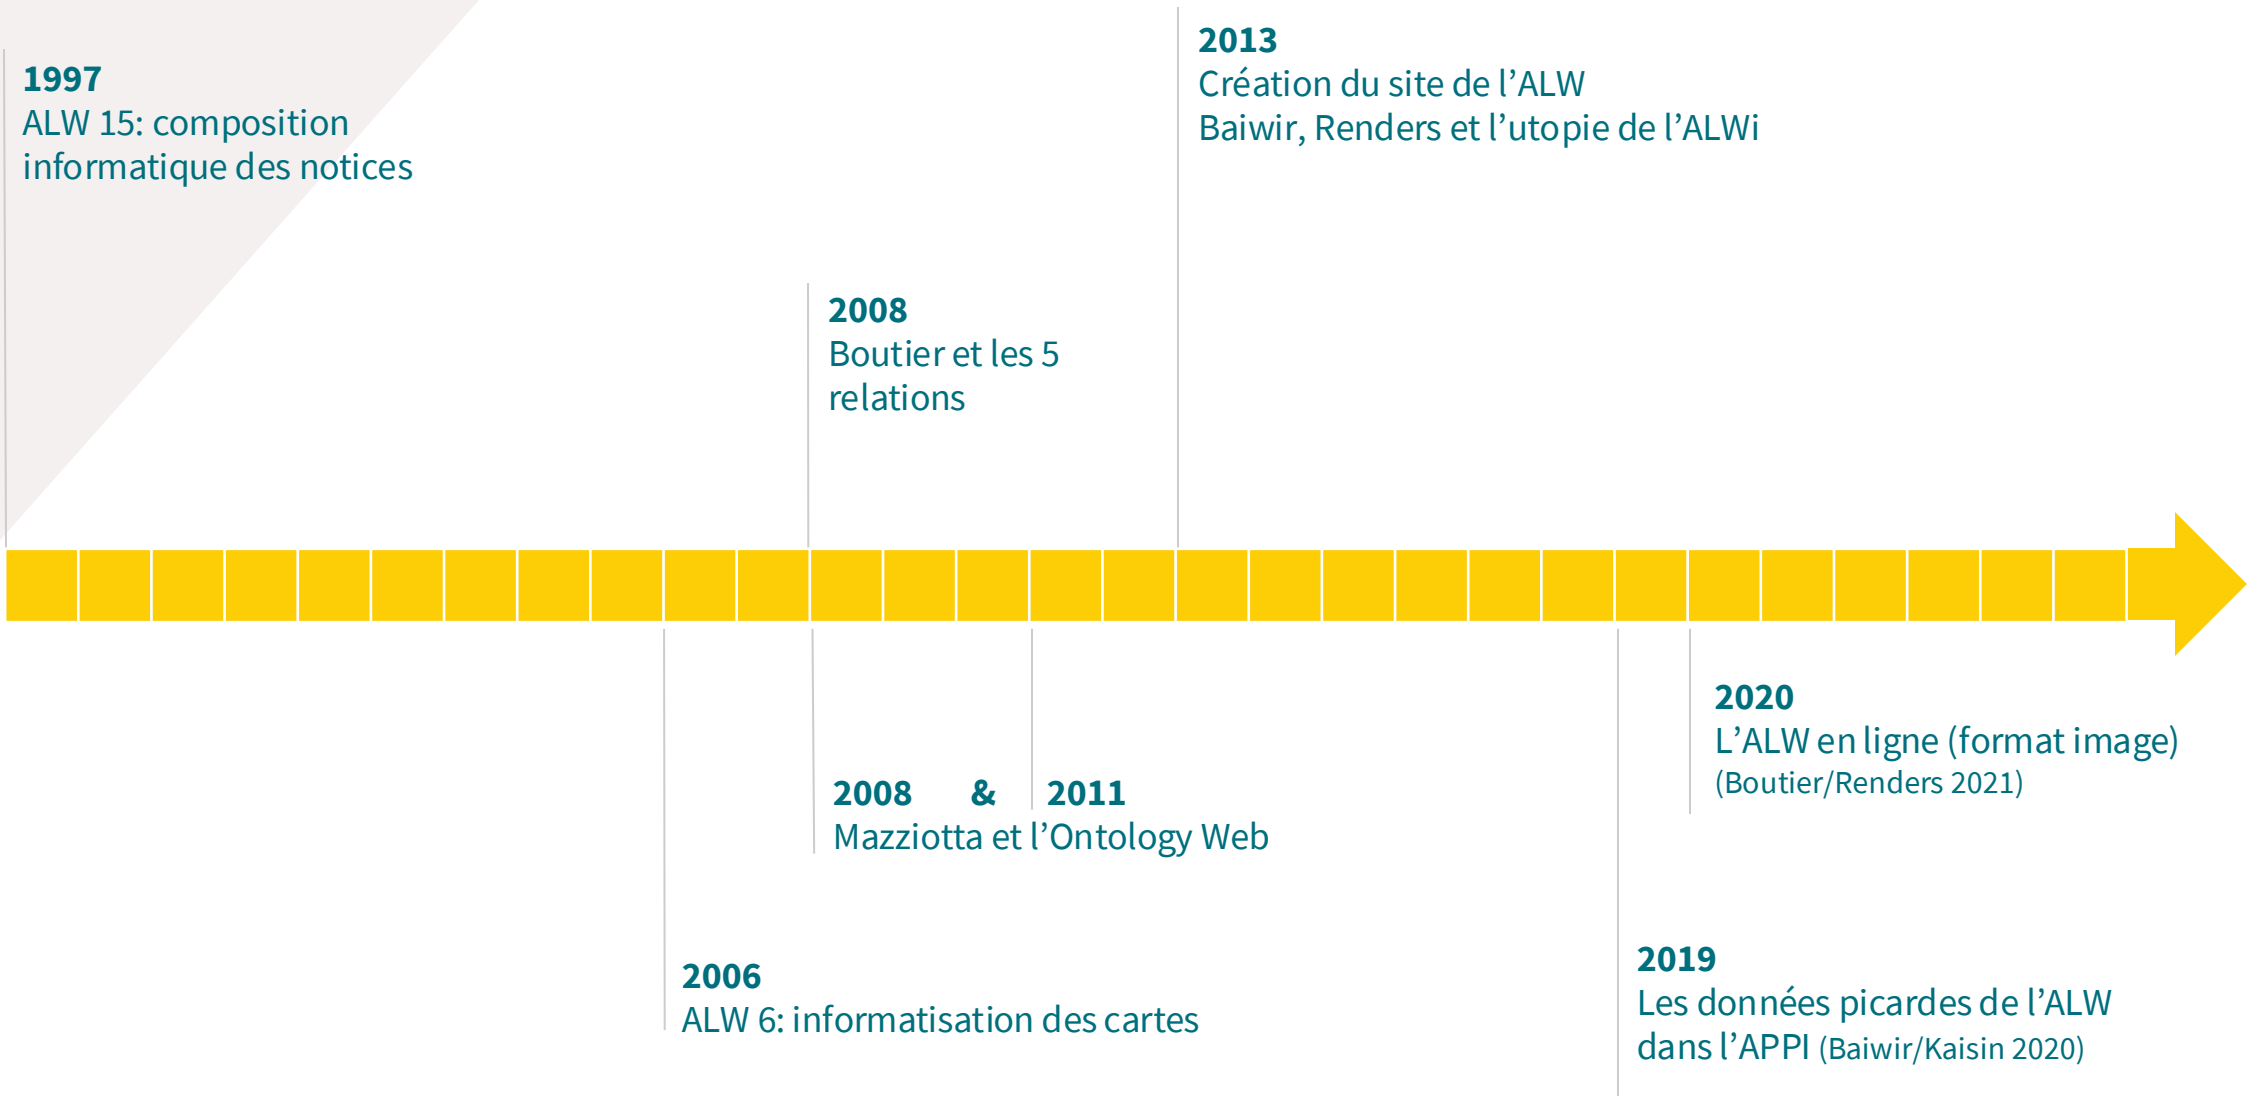 1997
ALW 15: composition
informatique des notices
2013
Création du site de l’ALW
Baiwir, Renders et l’utopie de l’ALWi
2008
Boutier et les 5
relations
2008 & 2011
Mazziotta et l’Ontology Web
2006
ALW 6: informatisation des cartes
2020
L’ALW en ligne (format image)
(Boutier/Renders 2021)
2019
Les données picardes de l’ALW
dans l’APPI (Baiwir/Kaisin 2020)